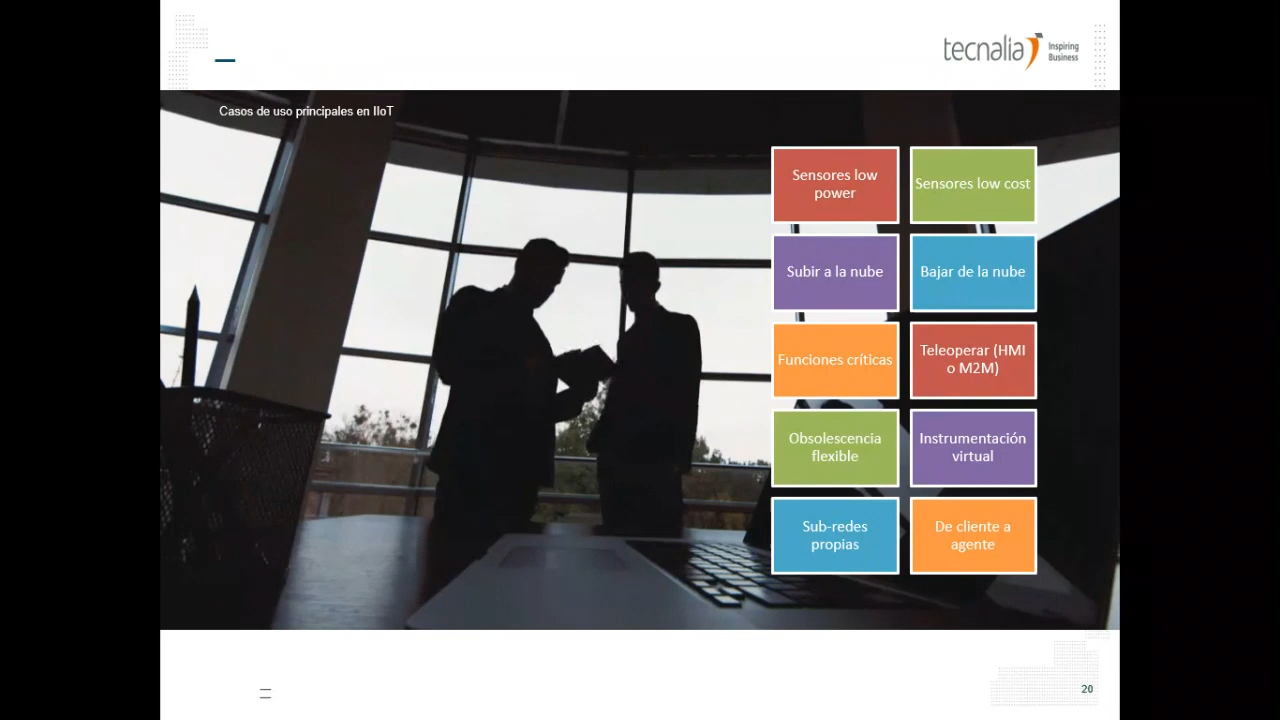 tecnalia
Inspiring
Business
Casos de uso principales en IIoT
Sensores low
power
Sensores low cost
Subir a la nube
Bajar de la nube
Funciones críticas
Teleoperar (HMI
o M2M)
Obsolescencia
flexible
Instrumentación
virtual
Sub-redes
propias
De cliente a
agente
20